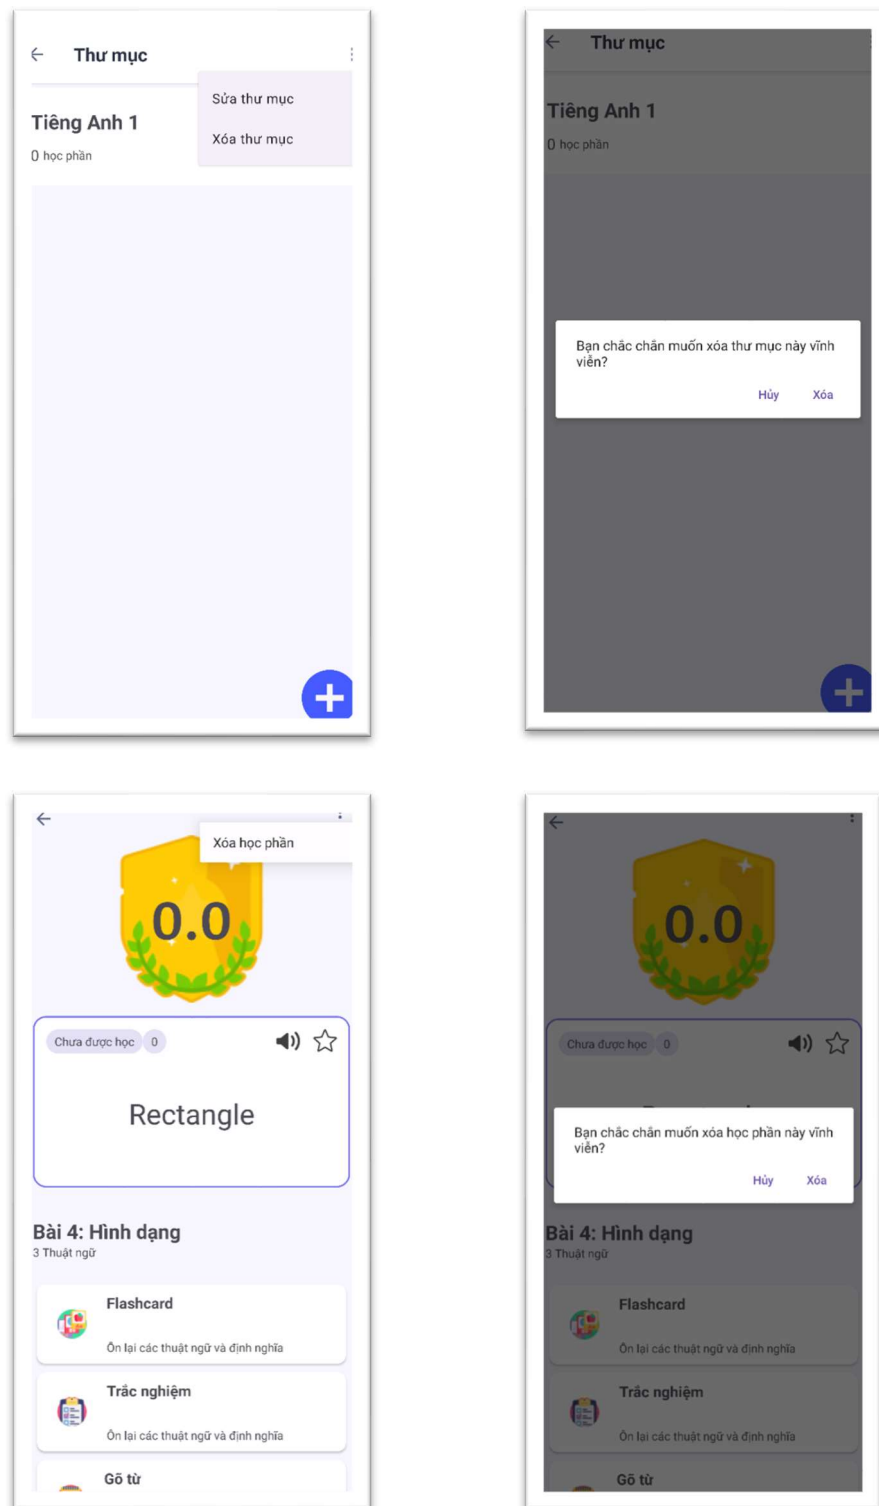 Thư mục
Sửa thư mục
Tiêng Anh 1
Xóa thư mục
0 học phần
Thư mục
Tiêng Anh 1
0 học phần
Bạn chắc chắn muốn xóa thư mục này vĩnh
viễn?
Hủy Xóa
Xóa học phần
0.0
Chưa được học 0
Rectangle
Bài 4: Hình dạng
3 Thuật ngữ
Flashcard
Ôn lại các thuật ngữ và định nghĩa
Trắc nghiệm
Ôn lại các thuật ngữ và định nghĩa
Gõ từ
0.0
Chưa được học 0
Bạn chắc chắn muốn xóa học phần này vĩnh
viễn?
Hủy Xóa
Bài 4: Hình dạng
3 Thuật ngữ
Flashcard
Ôn lại các thuật ngữ và định nghĩa
Trắc nghiệm
Ôn lại các thuật ngữ và định nghĩa
Gõ từ